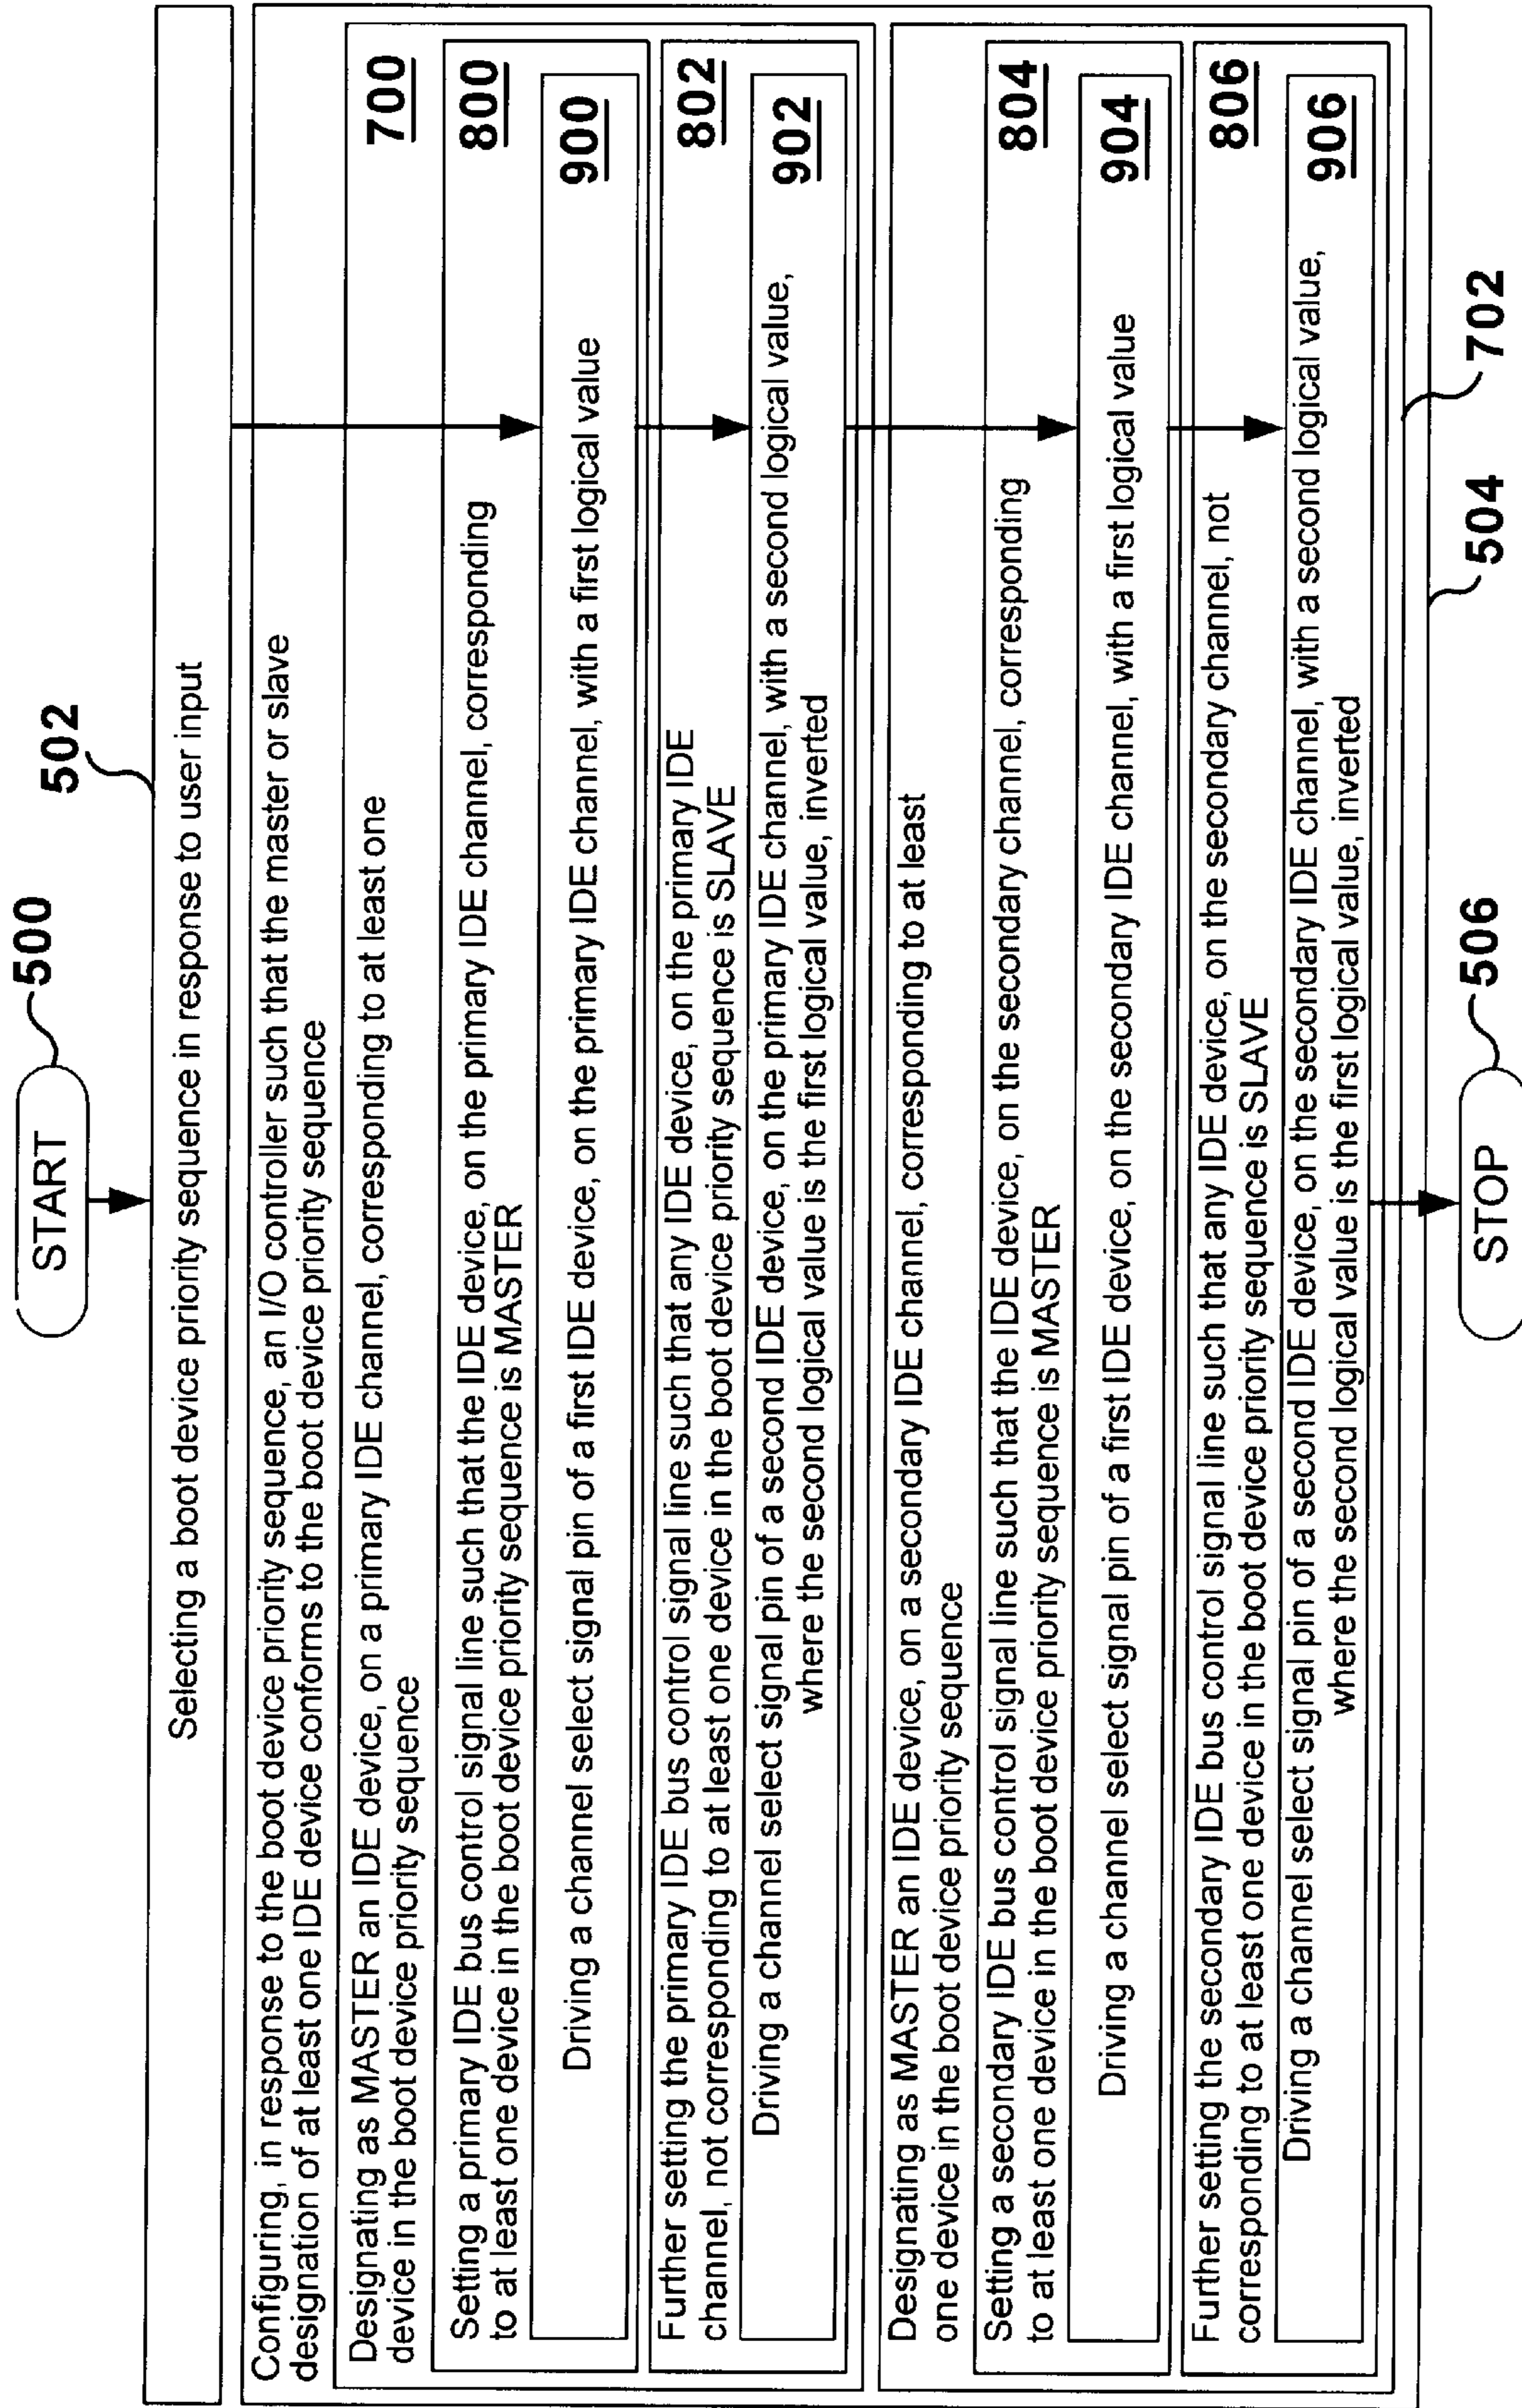 START
500
502
Selecting a boot device priority sequence in response to user input
Configuring, in response to the boot device priority sequence, an I/O controller such that the master or slave
designation of at least one IDE device conforms to the boot device priority sequence
Designating as MASTER an IDE device, on a primary IDE channel, corresponding to at least one
device in the boot device priority sequence
700
Setting a primary IDE bus control signal line such that the IDE device, on the primary IDE channel, corresponding
to at least one device in the boot device priority sequence is MASTER
800
Driving a channel select signal pin of a first IDE device, on the primary IDE channel, with a first logical value
900
Further setting the primary IDE bus control signal line such that any IDE device, on the primary IDE
channel, not corresponding to at least one device in the boot device priority sequence is SLAVE
802
Driving a channel select signal pin of a second IDE device, on the primary IDE channel, with a second logical value,
where the second logical value is the first logical value, inverted
902
Designating as MASTER an IDE device, on a secondary IDE channel, corresponding to at least
one device in the boot device priority sequence
Setting a secondary IDE bus control signal line such that the IDE device, on the secondary channel, corresponding
to at least one device in the boot device priority sequence is MASTER
804
Driving a channel select signal pin of a first IDE device, on the secondary IDE channel, with a first logical value
904
Further setting the secondary IDE bus control signal line such that any IDE device, on the secondary channel, not
corresponding to at least one device in the boot device priority sequence is SLAVE
806
Driving a channel select signal pin of a second IDE device, on the secondary IDE channel, with a second logical value,
where the second logical value is the first logical value, inverted
906
702
504
STOP
506